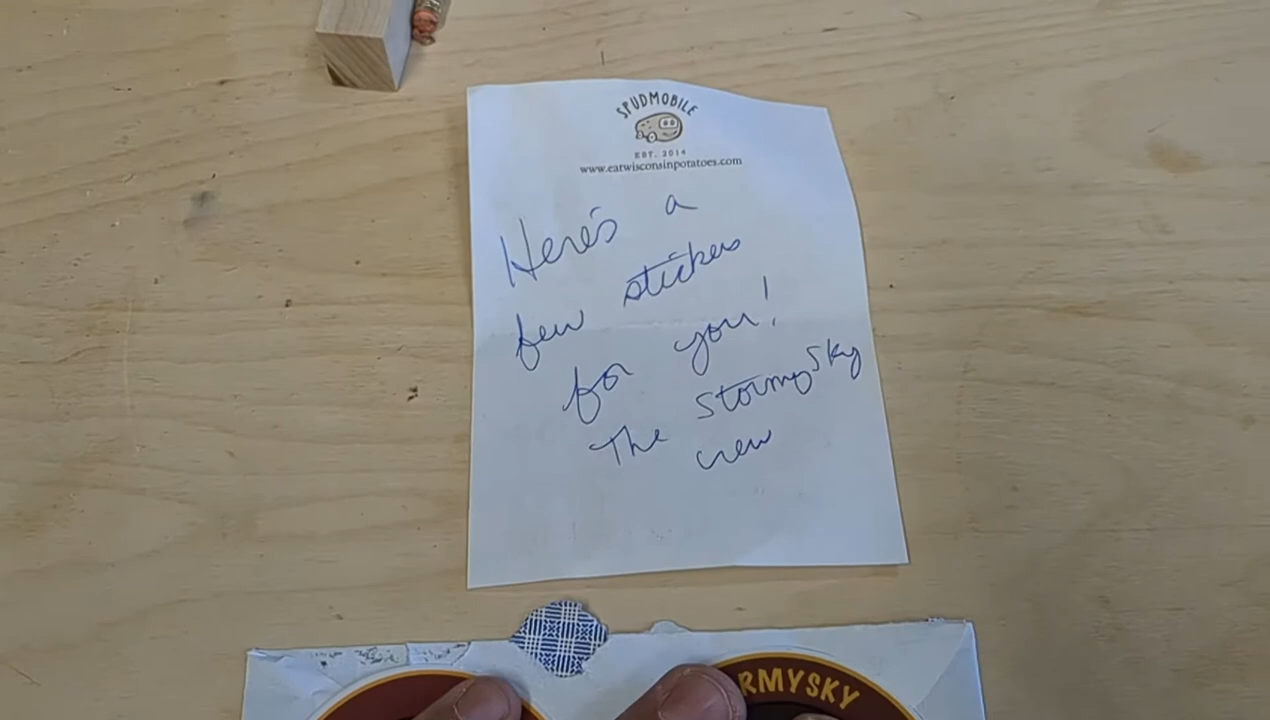 SPUDMOBILE
EST. 2014
www.eatwisconsinpotatoes.com
Here's a
few stickers
for you!
The StormySky
crew
RMYSKY